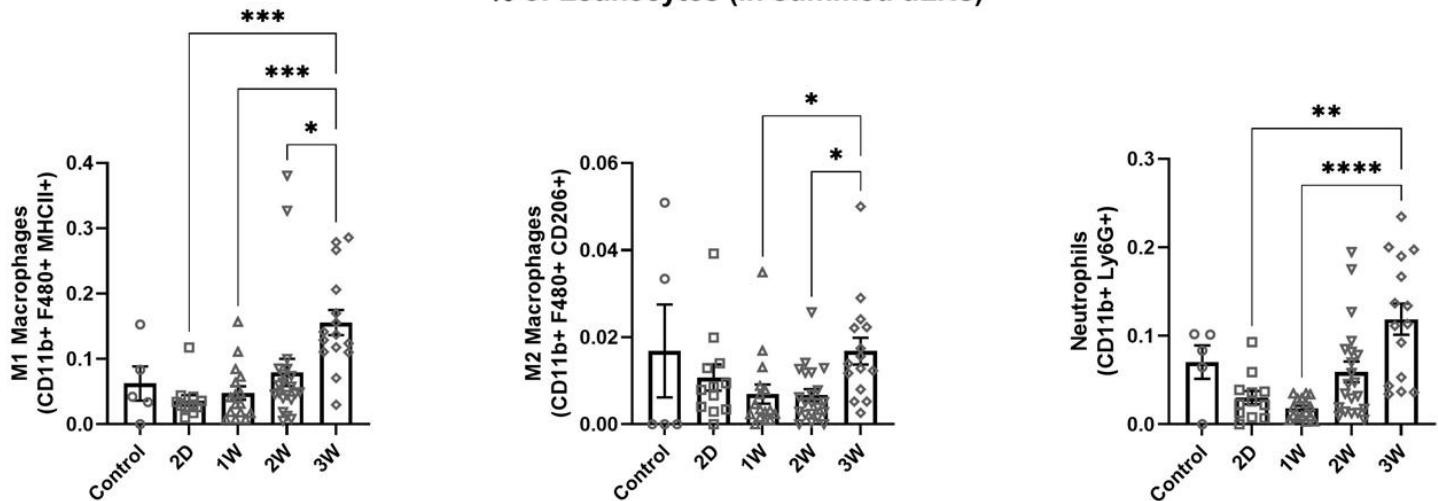 ***
***
*
0.4
0.3
0.2
0.1
0.0
M1 Macrophages
(CD11b+ F480+ MHCII+)
Control
2D
1W
2W
3W
*
*
0.06
0.04
0.02
0.00
M2 Macrophages
(CD11b+ F480+ CD206+)
Control
2D
1W
2W
3W
**
****
0.3
0.2
0.1
0.0
Neutrophils
(CD11b+ Ly6G+)
Control
2D
1W
2W
3W